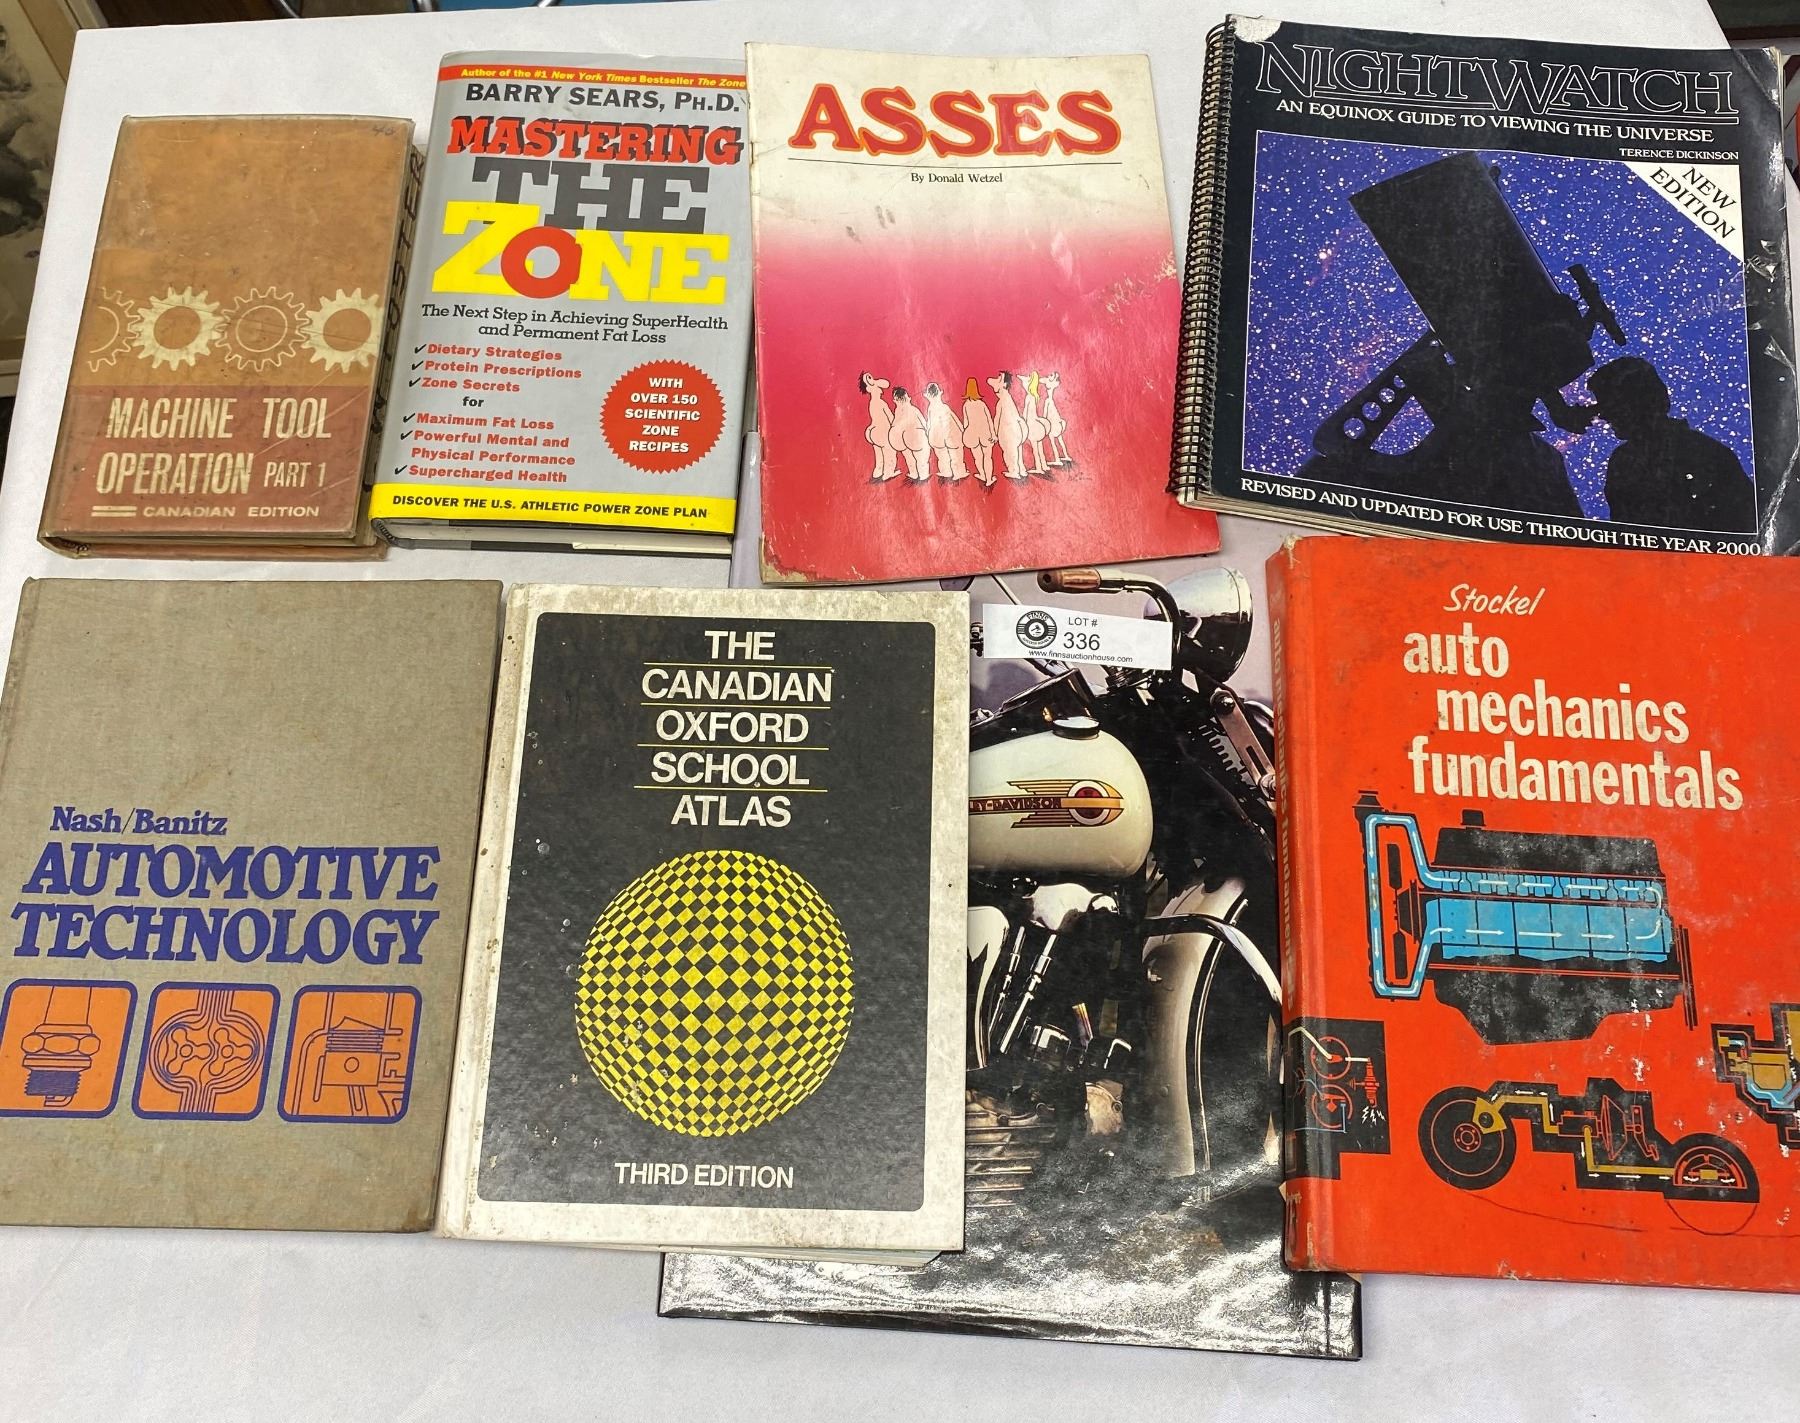 MACHINE TOOL
OPERATION PART 1
CANADIAN EDITION
Author of the #1 New York Times Bestseller The Zone
BARRY SEARS, PH.D.
MASTERING
THE
ZONE
The Next Step in Achieving SuperHealth
and Permanent Fat Loss
✓Dietary Strategies
✓Protein Prescriptions
✓Zone Secrets
for
✓Maximum Fat Loss
✓Powerful Mental and
Physical Performance
✓Supercharged Health
WITH
OVER 150
SCIENTIFIC
ZONE
RECIPES
DISCOVER THE U.S. ATHLETIC POWER ZONE PLAN
ASSES
By Donald Wetzel
NIGHTWATCH
AN EQUINOX GUIDE TO VIEWING THE UNIVERSE
TERENCE DICKINSON
NEW
EDITION
REVISED AND UPDATED FOR USE THROUGH THE YEAR 2000
Nash/Banitz
AUTOMOTIVE
TECHNOLOGY
THE
CANADIAN
OXFORD
SCHOOL
ATLAS
THIRD EDITION
LOT #
336
www.finnsauctionhouse.com
LEY-DAVIDSON
Stockel
auto
mechanics
fundamentals